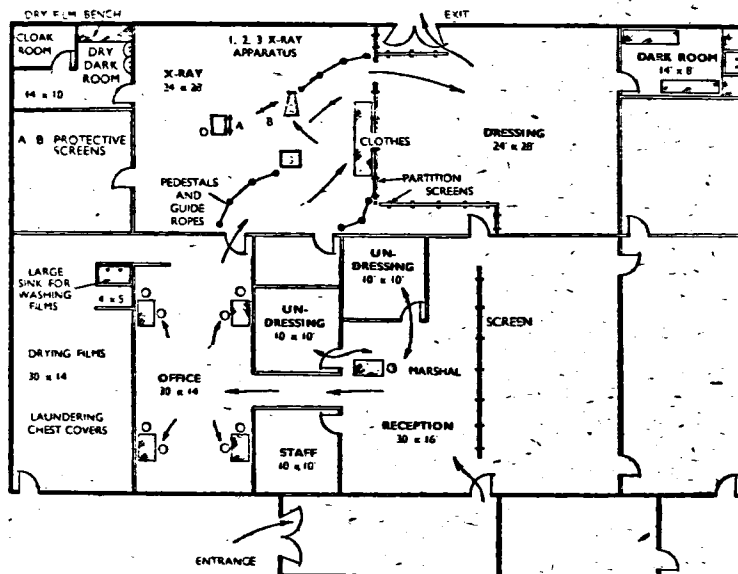 DRY FILM BENCH
EXIT
CLOAK
ROOM
DRY
DARK
ROOM
14 x 10
1, 2, 3 X-RAY
APPARATUS
X-RAY
24 x 28'
DARK ROOM
14' x 8'
A B PROTECTIVE
SCREENS
D
A
B
CLOTHES
DRESSING
24' x 28'
PEDESTALS
AND
GUIDE
ROPES
PARTITION
SCREENS
LARGE
SINK FOR
WASHING
FILMS
4 x 5
UN-
DRESSING
10' x 10'
UN-
DRESSING
10 x 10'
SCREEN
DRYING FILMS
30 x 14
OFFICE
30 x 14
MARSHAL
LAUNDERING
CHEST COVERS
RECEPTION
30 x 16'
STAFF
10 x 10'
ENTRANCE